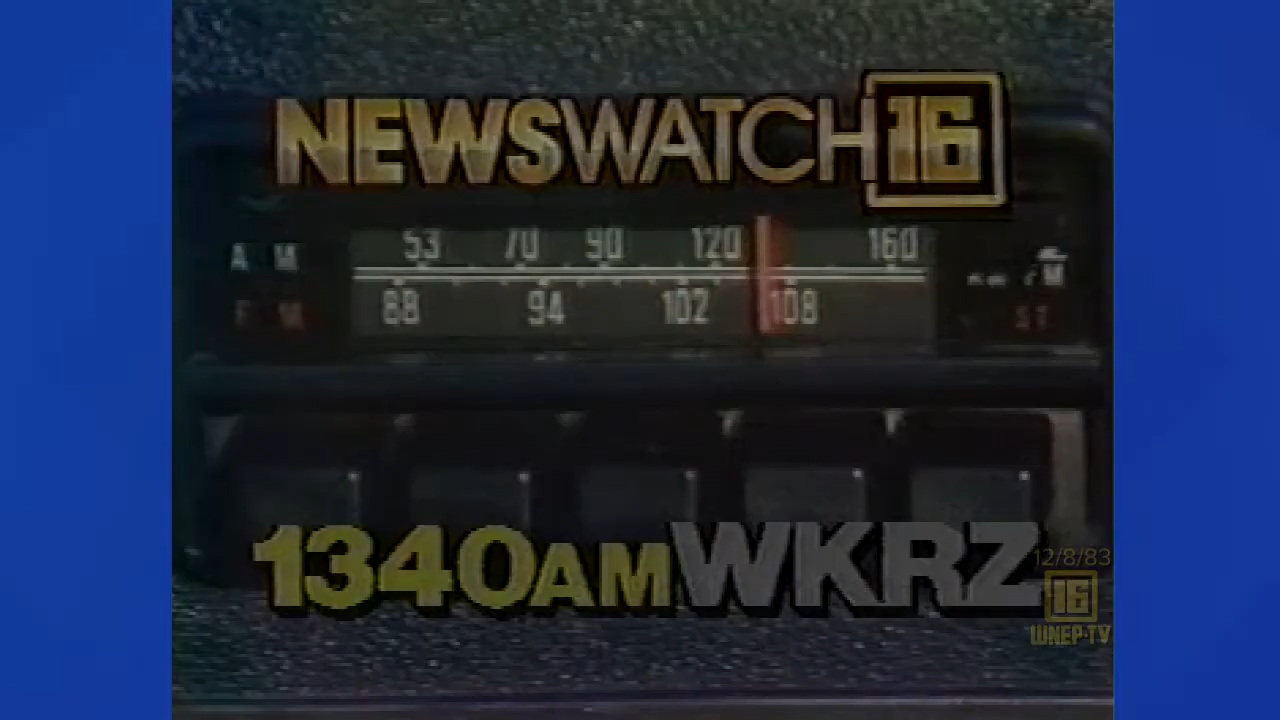 NEWSWATCH 16
AM 53 70 90 120 160
FM 88 94 102 108 ST
1340AM WKRZ
12/8/83
16
WNEP-TV